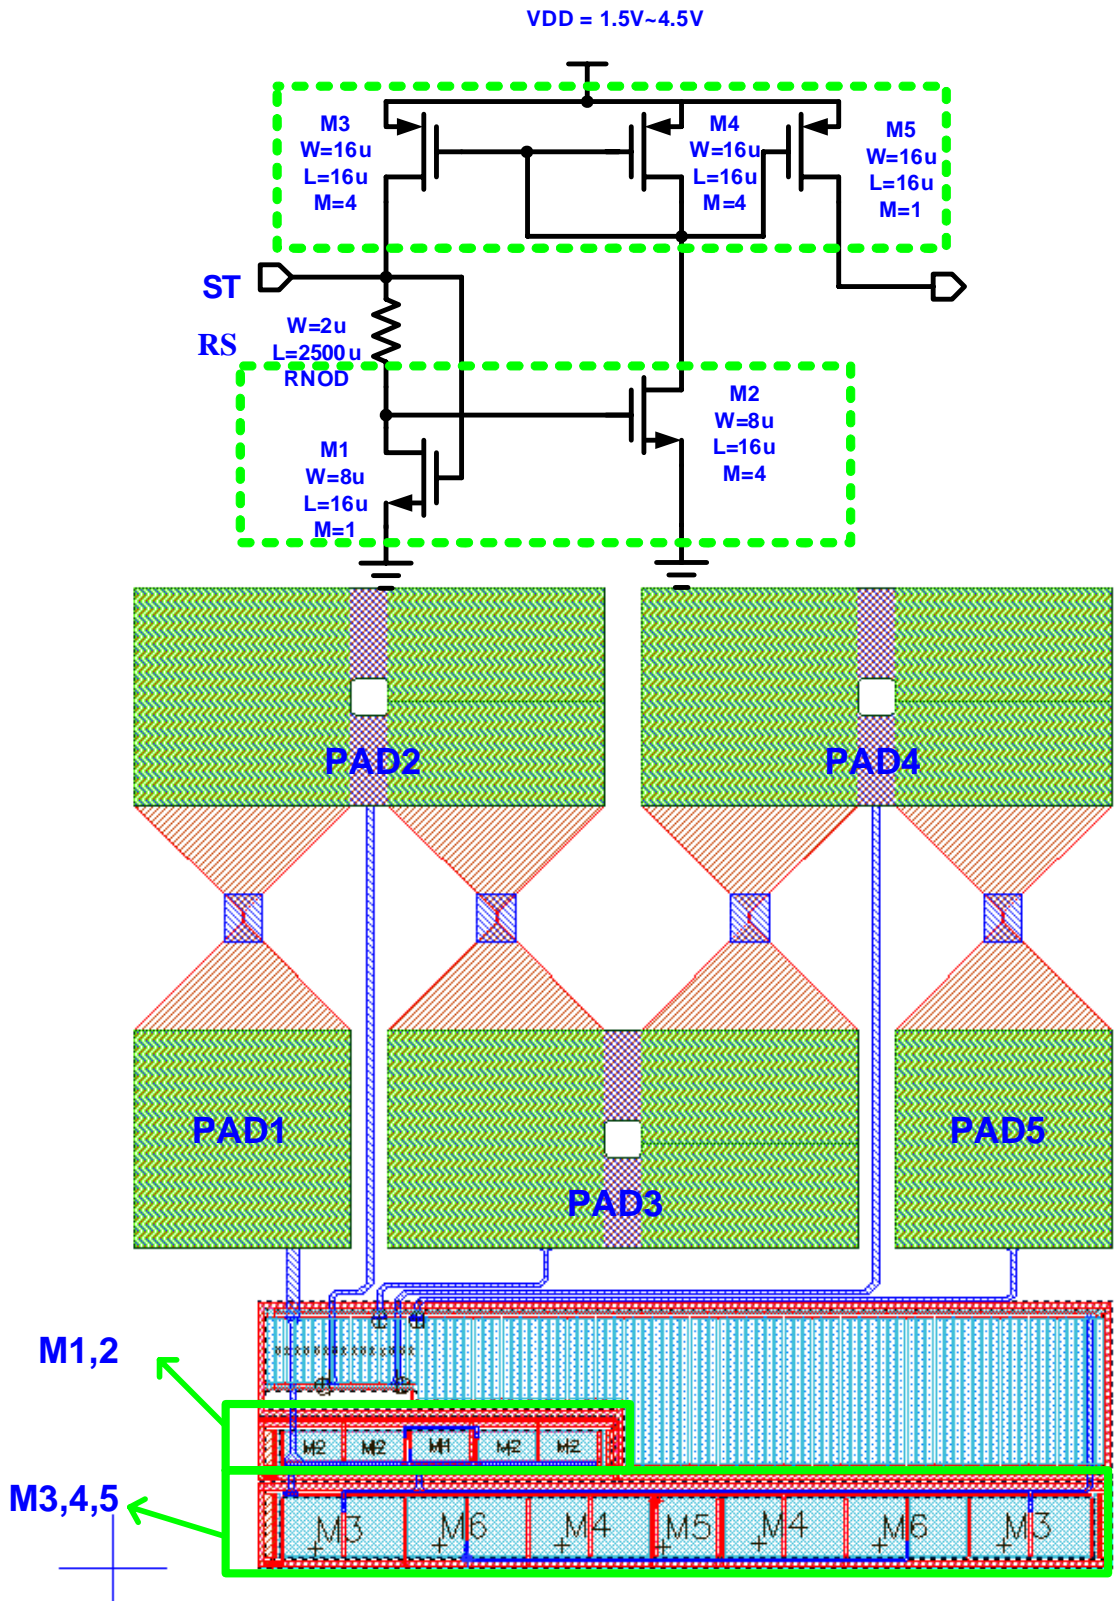 VDD = 1.5V~4.5V
M3
W=16u
L=16u
M=4
M4
W=16u
L=16u
M=4
M5
W=16u
L=16u
M=1
ST
RS
W=2u
L=2500u
RNOD
M1
W=8u
L=16u
M=1
M2
W=8u
L=16u
M=4
PAD2
PAD4
PAD1
PAD3
PAD5
M1,2
M2
M2
M1
M2
M2
M3,4,5
M3
M6
M4
M5
M4
M6
M3